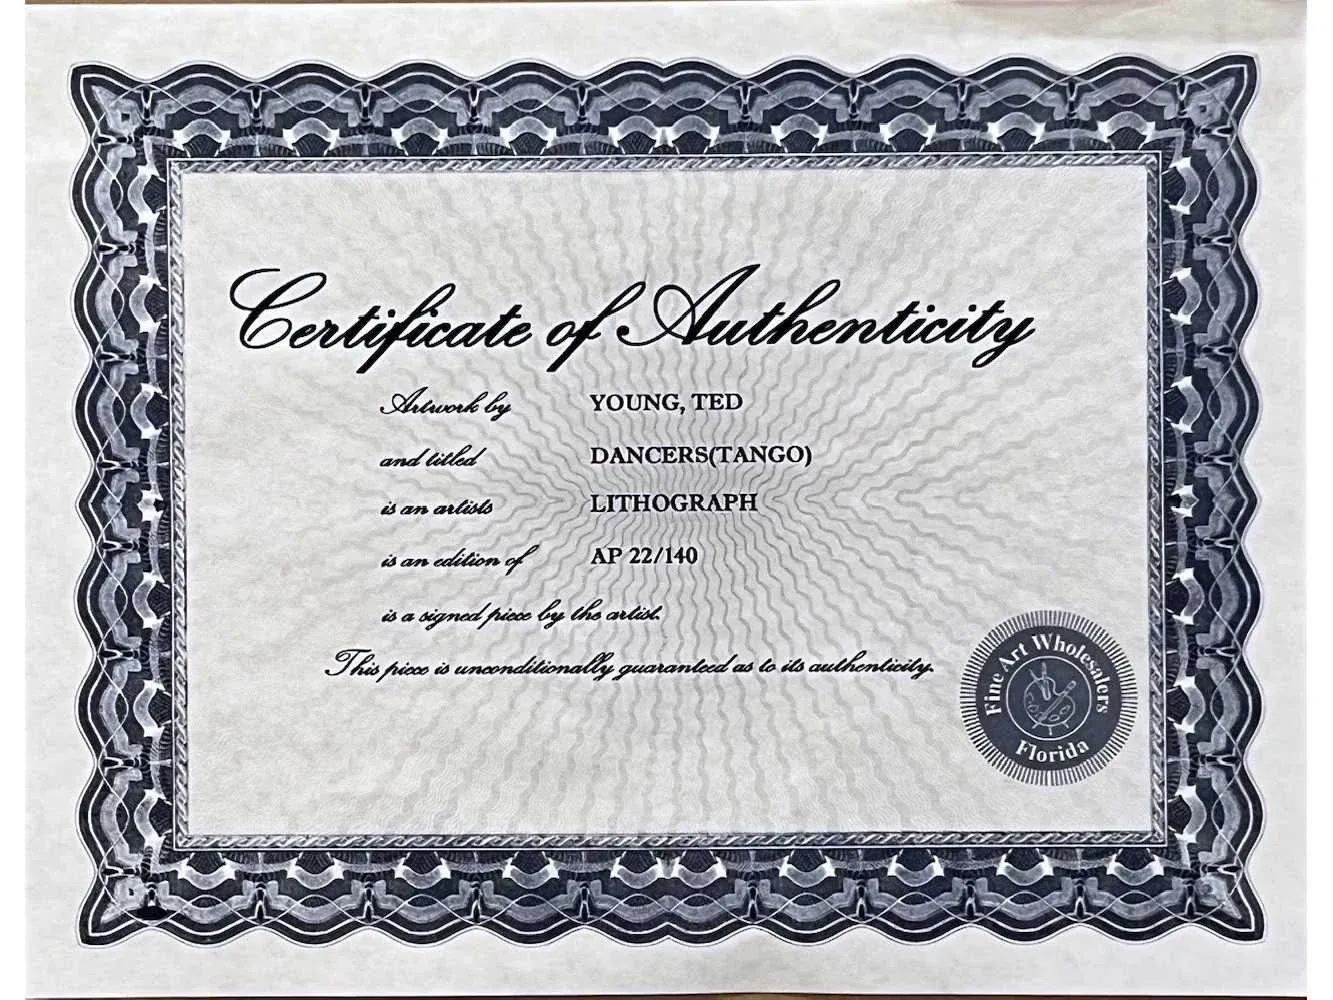 Certificate of Authenticity
Artwork by YOUNG, TED
and titled DANCERS(TANGO)
is an artists LITHOGRAPH
is an edition of AP 22/140
is a signed piece by the artist.
This piece is unconditionally guaranteed as to its authenticity.
Fine Art Wholesalers
Florida